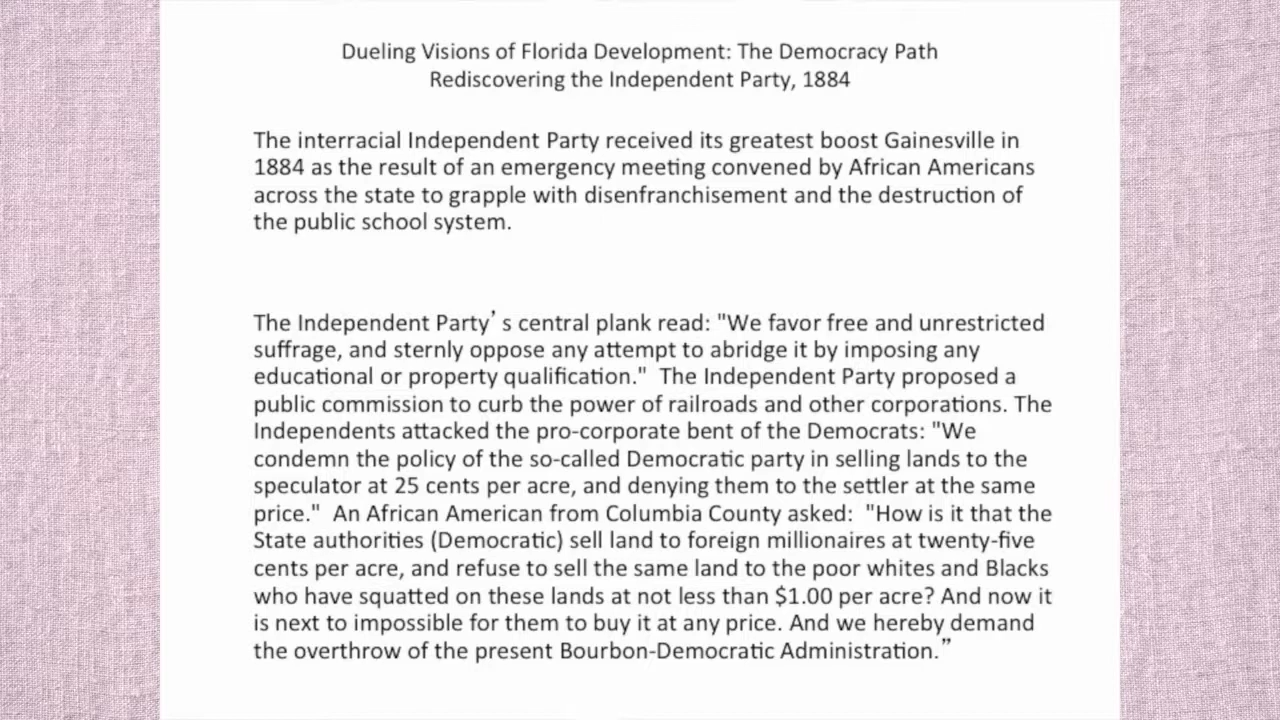 Dueling Visions of Florida Development: The Democracy Path
Rediscovering the Independent Party, 1884
The interracial Independent Party received its greatest boost Gainesville in
1884 as the result of an emergency meeting convened by African Americans
across the state to grapple with disenfranchisement and the destruction of
the public school system.
The Independent Party’s central plank read: "We favor free and unrestricted
suffrage, and sternly oppose any attempt to abridge it by imposing any
educational or property qualification."  The Independent Party proposed a
public commission to curb the power of railroads and other corporations. The
Independents attacked the pro-corporate bent of the Democrats: "We
condemn the policy of the so-called Democratic party in selling lands to the
speculator at 25 cents per acre, and denying them to the settler at the same
price."  An African American from Columbia County asked:  "How is it that the
State authorities (Democratic) sell land to foreign millionaires at twenty-five
cents per acre, and refuse to sell the same land to the poor whites and Blacks
who have squatted on these lands at not less than $1.00 per acre? And now it
is next to impossible for them to buy it at any price. And we hereby demand
the overthrow of the present Bourbon-Democratic Administration.”